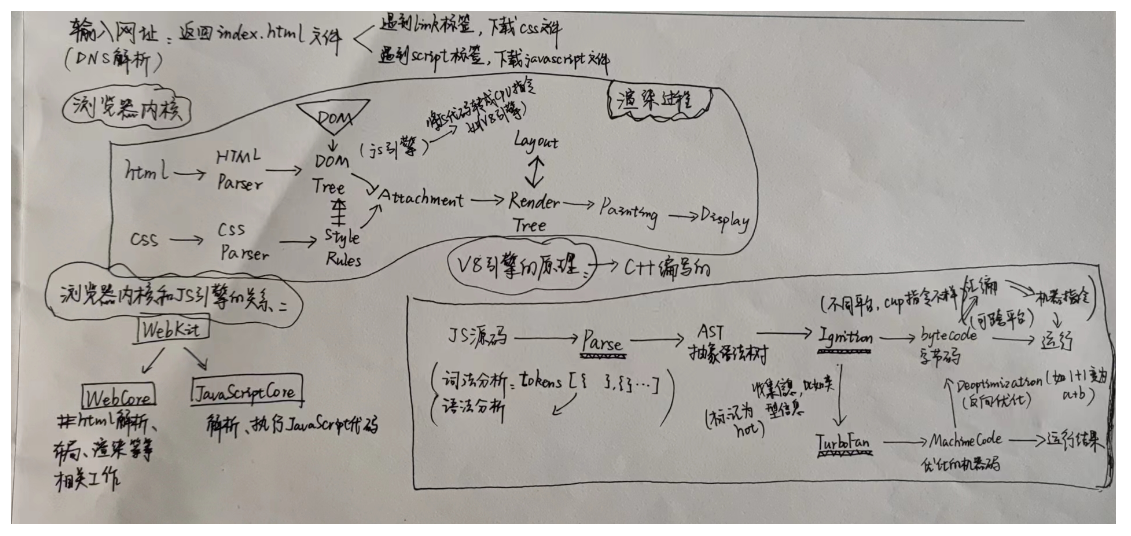 输入网址：返回index.html文件
遇到link标签，下载css文件
(DNS解析)
遇到script标签，下载javascript文件
浏览器内核
渲染过程
DOM
(js引擎)
将JS代码转成CPU指令
如V8引擎)
Layout
html
HTML
Parser
DOM
Tree
Attachment
Render
Tree
Painting
Display
css
CSS
Parser
Style
Rules
V8引擎的原理：
C++编写的
浏览器内核和JS引擎的关系：
WebKit
WebCore
JavaScriptCore
html解析、
布局、渲染等等
相关工作
解析、执行JavaScript代码
(不同平台，cup指令不样)
汇编
机器指令)
(可跨平台)
JS源码
Parse
AST
抽象语法树
Ignition
bytecode
字节码
运行
(词法分析：tokens [{ },{}…]
(语法分析
收集信息，比如类
型信息
(标记为
hot)
Deoptimization
(反向优化)
(如1+1变为
a+b)
TurboFan
MachineCode
优化的机器码
运行结果